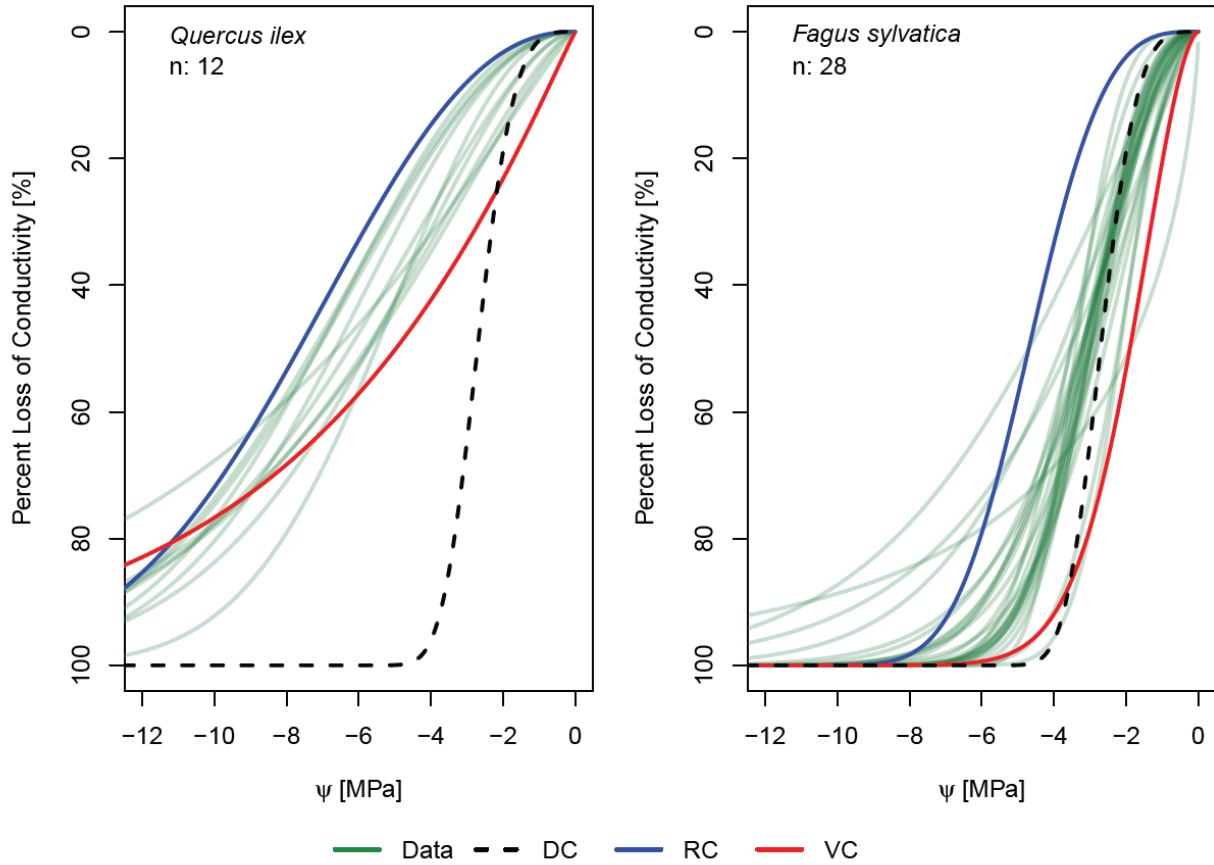 Quercus ilex
n: 12
Percent Loss of Conductivity [%]
0
20
40
60
80
100
−12
−10
−8
−6
−4
−2
0
ψ [MPa]
Fagus sylvatica
n: 28
Percent Loss of Conductivity [%]
0
20
40
60
80
100
−12
−10
−8
−6
−4
−2
0
ψ [MPa]
Data
DC
RC
VC